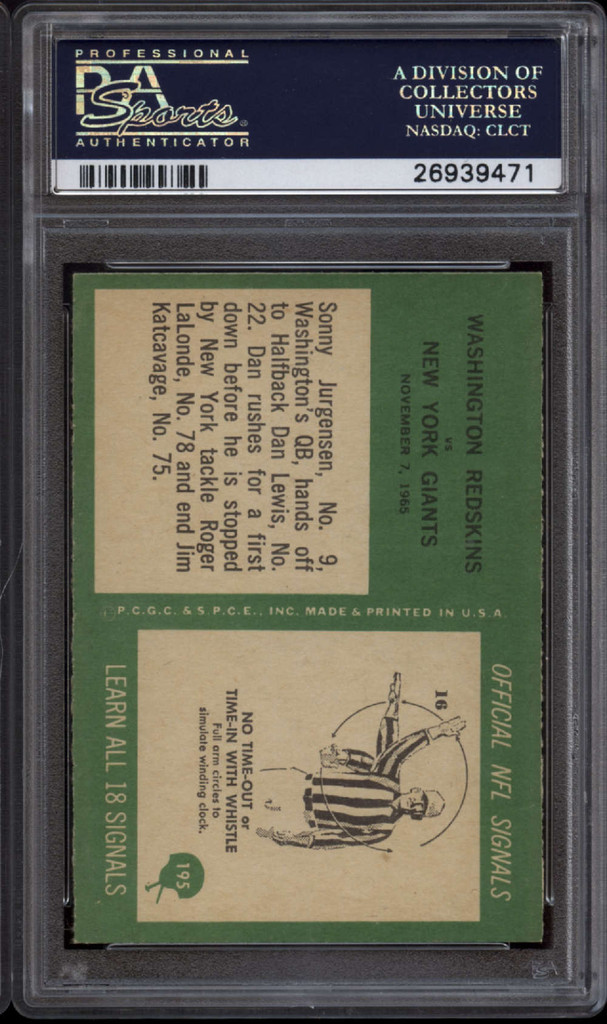 PROFESSIONAL
PSA
Sports
AUTHENTICATOR
A DIVISION OF
COLLECTORS
UNIVERSE
NASDAQ: CLCT
26939471
WASHINGTON REDSKINS
vs
NEW YORK GIANTS
NOVEMBER 7, 1965
Sonny Jurgensen, No. 9,
Washington's QB, hands off
to Halfback Dan Lewis, No.
22. Dan rushes for a first
down before he is stopped
by New York tackle Roger
LaLonde, No. 78 and end Jim
Katcavage, No. 75.
P.C.G.C. & S.P.C.E., INC. MADE & PRINTED IN U.S.A.
OFFICIAL NFL SIGNALS
16
NO TIME-OUT or
TIME-IN WITH WHISTLE
Full arm circles to
simulate winding clock.
195
LEARN ALL 18 SIGNALS